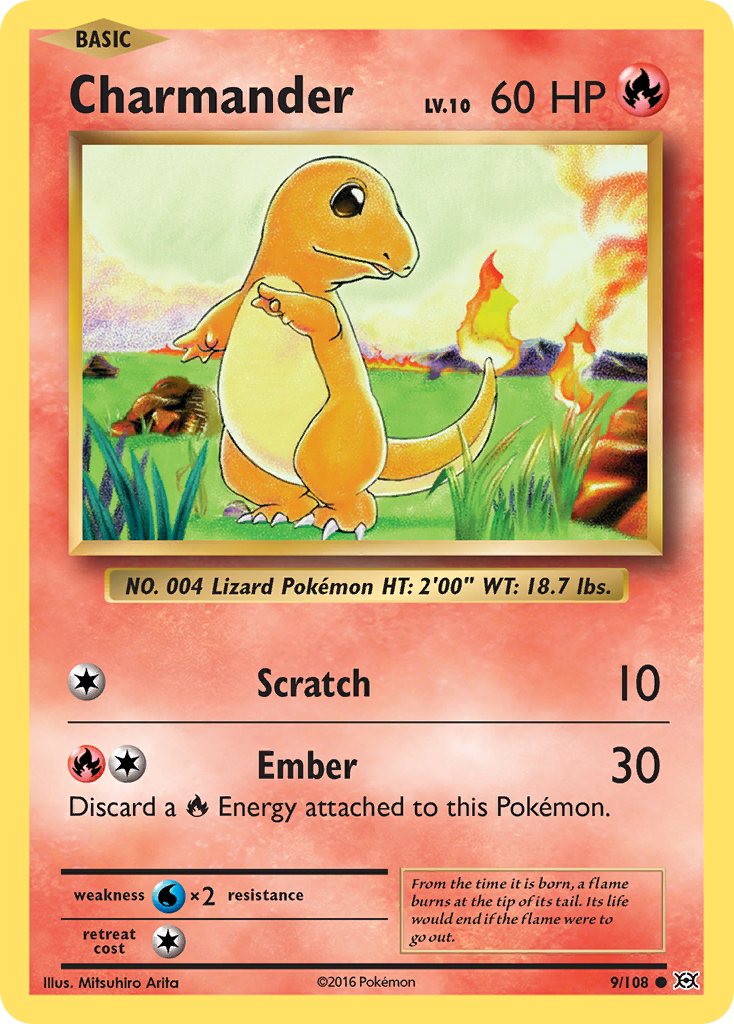 BASIC
Charmander LV.10 60 HP
NO. 004 Lizard Pokémon HT: 2'00" WT: 18.7 lbs.
Scratch 10
Ember 30
Discard a Energy attached to this Pokémon.
weakness ×2 resistance
retreat
cost
From the time it is born, a flame
burns at the tip of its tail. Its life
would end if the flame were to
go out.
Illus. Mitsuhiro Arita ©2016 Pokémon 9/108